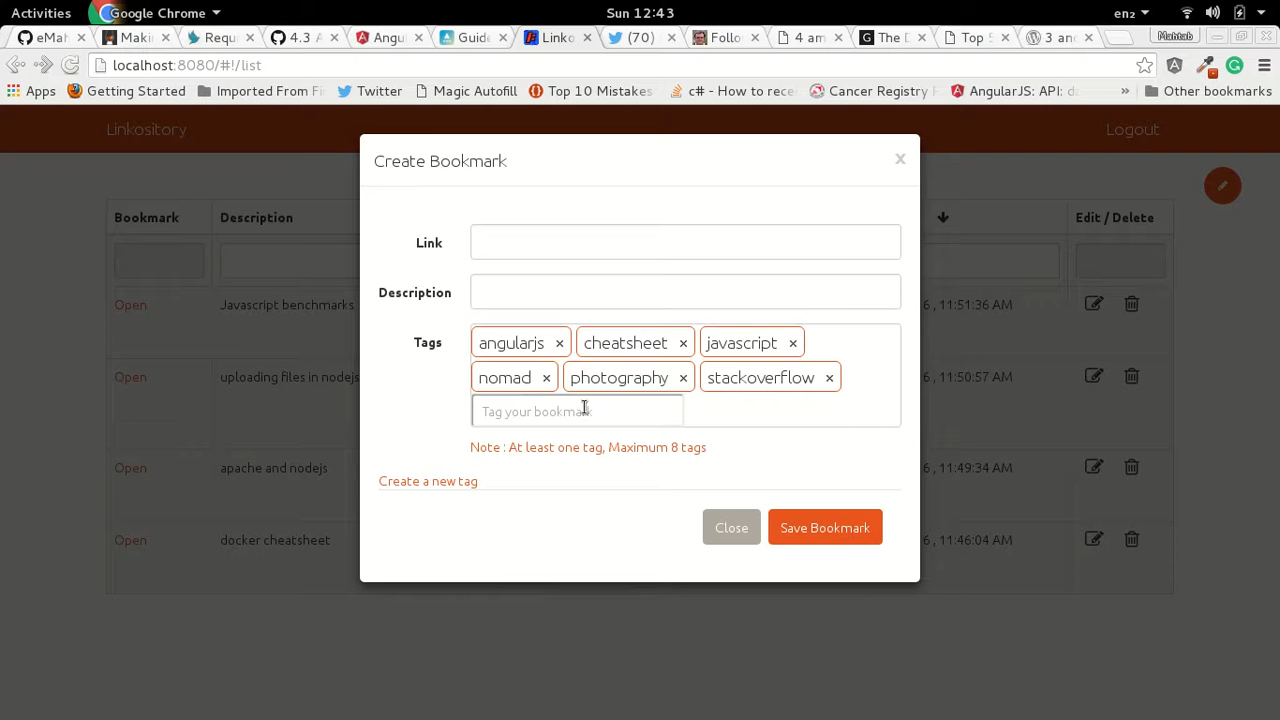 Activities Google Chrome Sun 12:43 en2
eMa Makin Requ 4.3 Angu Guide Linko (70) Follo 4 am The D Top S 3 and Mahtab
localhost:8080/#!/list
Apps Getting Started Imported From Fi Twitter Magic Autofill Top 10 Mistakes c# - How to rece Cancer Registry AngularJS: API: d » Other bookmarks
Linkository Logout
Create Bookmark x
Bookmark Description Edit / Delete
Link
Description
Open Javascript benchmarks 6 , 11:51:36 AM
Tags angularjs × cheatsheet × javascript ×
Open uploading files in nodejs nomad × photography × stackoverflow × 6 , 11:50:57 AM
Tag your bookmark
Note : At least one tag, Maximum 8 tags
Open apache and nodejs 6 , 11:49:34 AM
Create a new tag
Close Save Bookmark
Open docker cheatsheet 6 , 11:46:04 AM